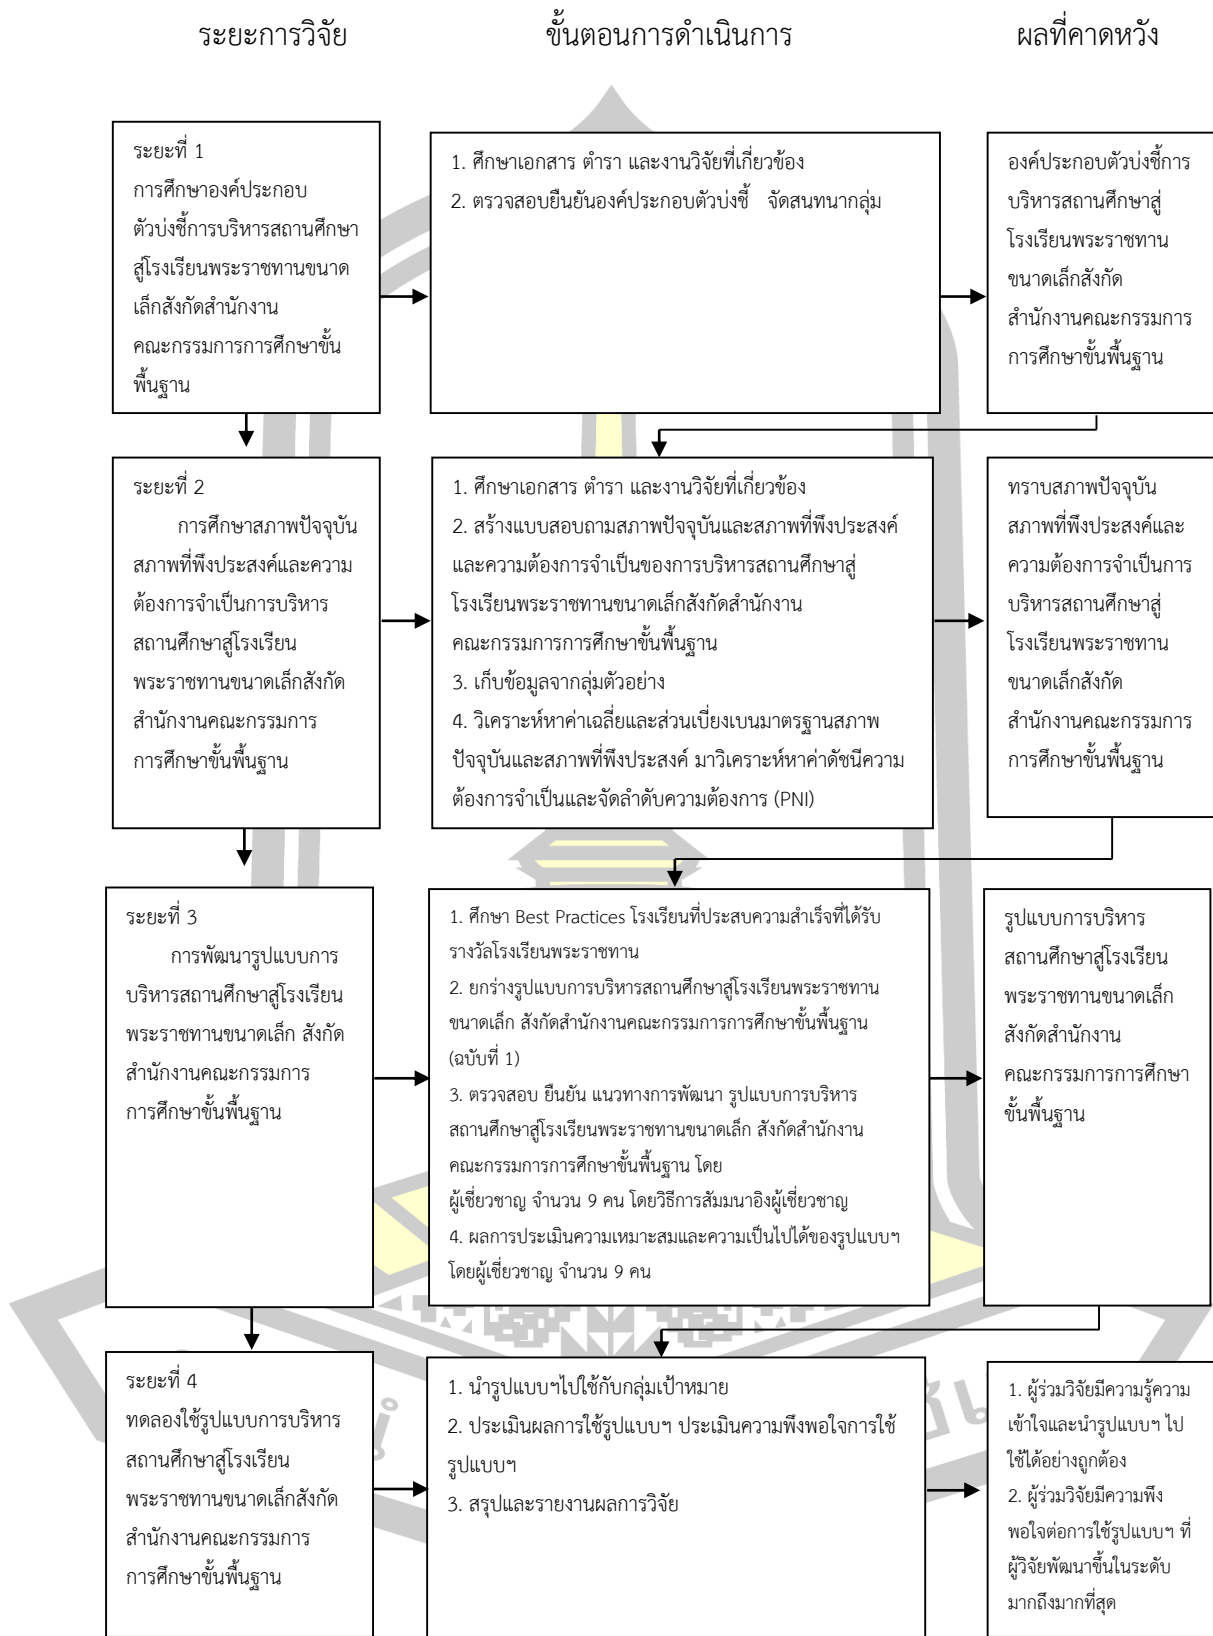 ระยะการวิจัย
ขั้นตอนการดำเนินการ
ผลที่คาดหวัง
ระยะที่ 1
การศึกษาองค์ประกอบ
ตัวบ่งชี้การบริหารสถานศึกษา
สู่โรงเรียนพระราชทานขนาด
เล็กสังกัดสำนักงาน
คณะกรรมการการศึกษาขั้น
พื้นฐาน
1. ศึกษาเอกสาร ตำรา และงานวิจัยที่เกี่ยวข้อง
2. ตรวจสอบยืนยันองค์ประกอบตัวบ่งชี้ จัดสนทนากลุ่ม
องค์ประกอบตัวบ่งชี้การ
บริหารสถานศึกษาสู่
โรงเรียนพระราชทาน
ขนาดเล็กสังกัด
สำนักงานคณะกรรมการ
การศึกษาขั้นพื้นฐาน
ระยะที่ 2
การศึกษาสภาพปัจจุบัน
สภาพที่พึงประสงค์และความ
ต้องการจำเป็นการบริหาร
สถานศึกษาสู่โรงเรียน
พระราชทานขนาดเล็กสังกัด
สำนักงานคณะกรรมการ
การศึกษาขั้นพื้นฐาน
1. ศึกษาเอกสาร ตำรา และงานวิจัยที่เกี่ยวข้อง
2. สร้างแบบสอบถามสภาพปัจจุบันและสภาพที่พึงประสงค์
และความต้องการจำเป็นของการบริหารสถานศึกษาสู่
โรงเรียนพระราชทานขนาดเล็กสังกัดสำนักงาน
คณะกรรมการการศึกษาขั้นพื้นฐาน
3. เก็บข้อมูลจากกลุ่มตัวอย่าง
4. วิเคราะห์หาค่าเฉลี่ยและส่วนเบี่ยงเบนมาตรฐานสภาพ
ปัจจุบันและสภาพที่พึงประสงค์ มาวิเคราะห์หาค่าดัชนีความ
ต้องการจำเป็นและจัดลำดับความต้องการ (PNI)
ทราบสภาพปัจจุบัน
สภาพที่พึงประสงค์และ
ความต้องการจำเป็นการ
บริหารสถานศึกษาสู่
โรงเรียนพระราชทาน
ขนาดเล็กสังกัด
สำนักงานคณะกรรมการ
การศึกษาขั้นพื้นฐาน
ระยะที่ 3
การพัฒนารูปแบบการ
บริหารสถานศึกษาสู่โรงเรียน
พระราชทานขนาดเล็ก สังกัด
สำนักงานคณะกรรมการ
การศึกษาขั้นพื้นฐาน
1. ศึกษา Best Practices โรงเรียนที่ประสบความสำเร็จที่ได้รับ
รางวัลโรงเรียนพระราชทาน
2. ยกร่างรูปแบบการบริหารสถานศึกษาสู่โรงเรียนพระราชทาน
ขนาดเล็ก สังกัดสำนักงานคณะกรรมการการศึกษาขั้นพื้นฐาน
(ฉบับที่ 1)
3. ตรวจสอบ ยืนยัน แนวทางการพัฒนา รูปแบบการบริหาร
สถานศึกษาสู่โรงเรียนพระราชทานขนาดเล็ก สังกัดสำนักงาน
คณะกรรมการการศึกษาขั้นพื้นฐาน โดย
ผู้เชี่ยวชาญ จำนวน 9 คน โดยวิธีการสัมมนาอิงผู้เชี่ยวชาญ
4. ผลการประเมินความเหมาะสมและความเป็นไปได้ของรูปแบบฯ
โดยผู้เชี่ยวชาญ จำนวน 9 คน
รูปแบบการบริหาร
สถานศึกษาสู่โรงเรียน
พระราชทานขนาดเล็ก
สังกัดสำนักงาน
คณะกรรมการการศึกษา
ขั้นพื้นฐาน
ระยะที่ 4
ทดลองใช้รูปแบบการบริหาร
สถานศึกษาสู่โรงเรียน
พระราชทานขนาดเล็กสังกัด
สำนักงานคณะกรรมการ
การศึกษาขั้นพื้นฐาน
1. นำรูปแบบฯไปใช้กับกลุ่มเป้าหมาย
2. ประเมินผลการใช้รูปแบบฯ ประเมินความพึงพอใจการใช้
รูปแบบฯ
3. สรุปและรายงานผลการวิจัย
1. ผู้ร่วมวิจัยมีความรู้ความ
เข้าใจและนำรูปแบบฯ ไป
ใช้ได้อย่างถูกต้อง
2. ผู้ร่วมวิจัยมีความพึง
พอใจต่อการใช้รูปแบบฯ ที่
ผู้วิจัยพัฒนาขึ้นในระดับ
มากถึงมากที่สุด